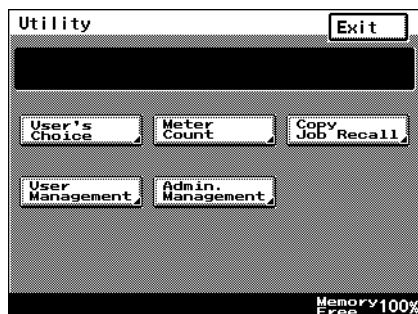 Utility
Exit
User's
Choice
Meter
Count
Copy
Job Recall
User
Management
Admin.
Management
Memory
Free 100%